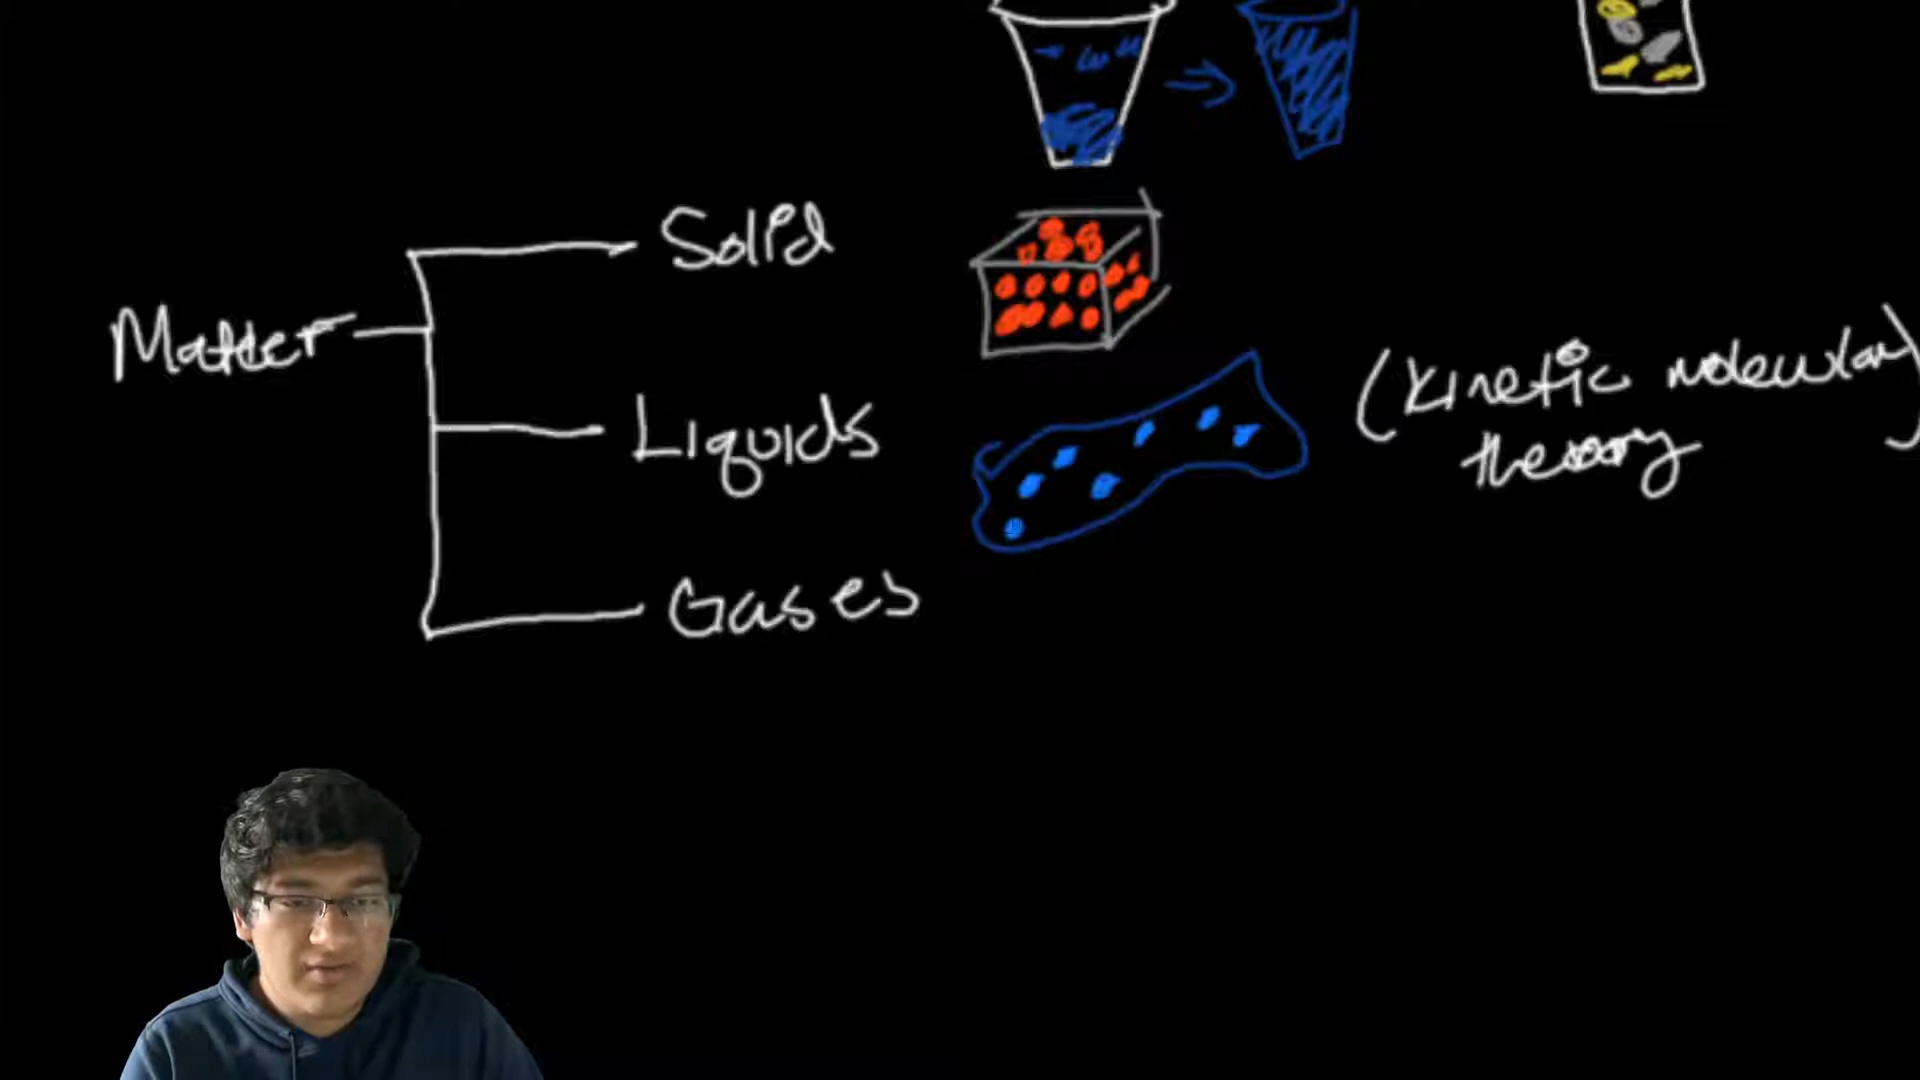 Solid
Matter
Liquids
(Kinetic molecular)
theory
Gases